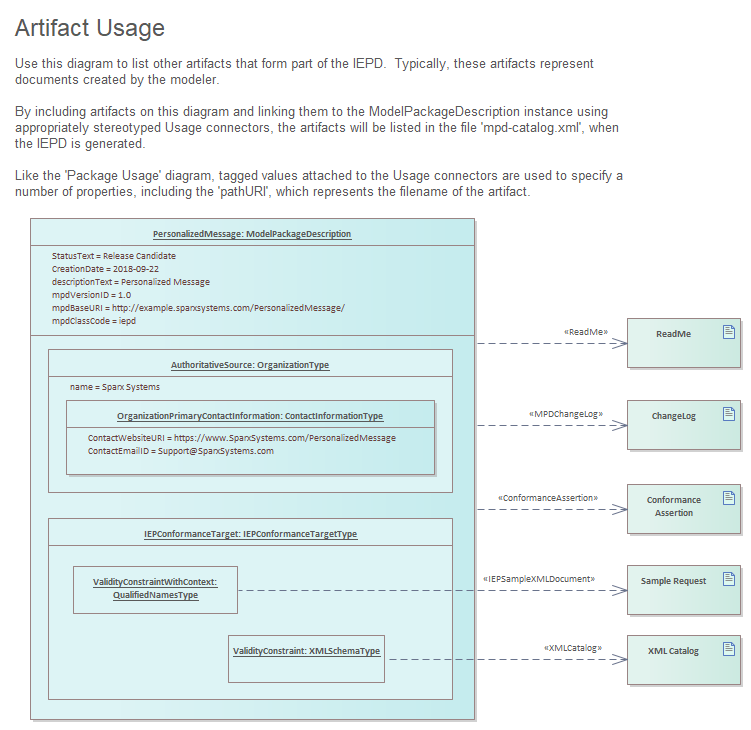 Artifact Usage
Use this diagram to list other artifacts that form part of the IEPD.  Typically, these artifacts represent
documents created by the modeler.
By including artifacts on this diagram and linking them to the ModelPackageDescription instance using
appropriately stereotyped Usage connectors, the artifacts will be listed in the file 'mpd-catalog.xml', when
the IEPD is generated.
Like the 'Package Usage' diagram, tagged values attached to the Usage connectors are used to specify a
number of properties, including the 'pathURI', which represents the filename of the artifact.
PersonalizedMessage: ModelPackageDescription
StatusText = Release Candidate
CreationDate = 2018-09-22
descriptionText = Personalized Message
mpdVersionID = 1.0
mpdBaseURI = http://example.sparxsystems.com/PersonalizedMessage/
mpdClassCode = iepd
«ReadMe»
ReadMe
AuthoritativeSource: OrganizationType
name = Sparx Systems
OrganizationPrimaryContactInformation: ContactInformationType
ContactWebsiteURI = https://www.SparxSystems.com/PersonalizedMessage
ContactEmailID = Support@SparxSystems.com
«MPDChangeLog»
ChangeLog
«ConformanceAssertion»
Conformance
Assertion
IEPConformanceTarget: IEPConformanceTargetType
ValidityConstraintWithContext:
QualifiedNamesType
«IEPSampleXMLDocument»
Sample Request
ValidityConstraint: XMLSchemaType
«XMLCatalog»
XML Catalog